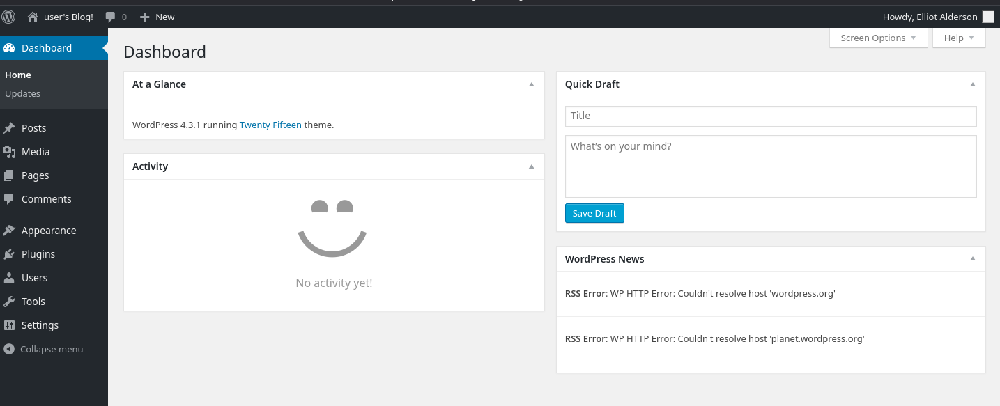 user's Blog!
0
New
Howdy, Elliot Alderson
Dashboard
Home
Updates
Posts
Media
Pages
Comments
Appearance
Plugins
Users
Tools
Settings
Collapse menu
Screen Options
Help
Dashboard
At a Glance
WordPress 4.3.1 running Twenty Fifteen theme.
Activity
No activity yet!
Quick Draft
Title
What's on your mind?
Save Draft
WordPress News
RSS Error: WP HTTP Error: Couldn't resolve host 'wordpress.org'
RSS Error: WP HTTP Error: Couldn't resolve host 'planet.wordpress.org'